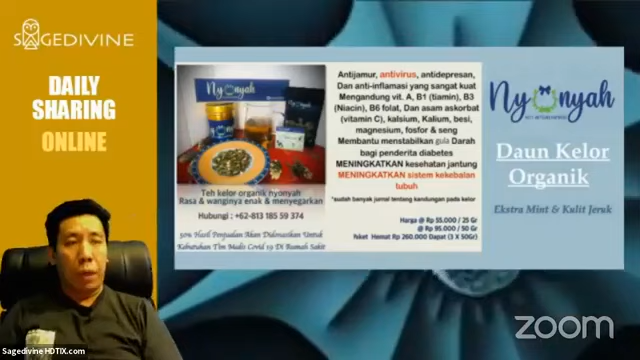 SAGEDIVINE
DAILY
SHARING
ONLINE
Nyonyah
Teh kelor organik nyonyah
Rasa & wanginya enak & menyegarkan
Hubungi : +62-813 185 59 374
50% Hasil Penjualan Akan Didonasikan Untuk
Kebutuhan Tim Medis Covid 19 Di Rumah Sakit
Antijamur, antivirus, antidepresan,
Dan anti-inflamasi yang sangat kuat
Mengandung vit. A, B1 (tiamin), B3
(Niacin), B6 folat, Dan asam askorbat
(vitamin C), kalsium, Kalium, besi,
magnesium, fosfor & seng
Membantu menstabilkan gula Darah
bagi penderita diabetes
MENINGKATKAN kesehatan jantung
MENINGKATKAN sistem kekebalan
tubuh
*sudah banyak jurnal tentang kandungan pada kelor
Harga @ Rp 55.000 / 25 Gr
@ Rp 95.000 / 50 Gr
Paket Hemat Rp 260.000 Dapat (3 X 50Gr)
Nyonyah
Daun Kelor
Organik
Ekstra Mint & Kulit Jeruk
zoom
Sagedivine HDTIX.com